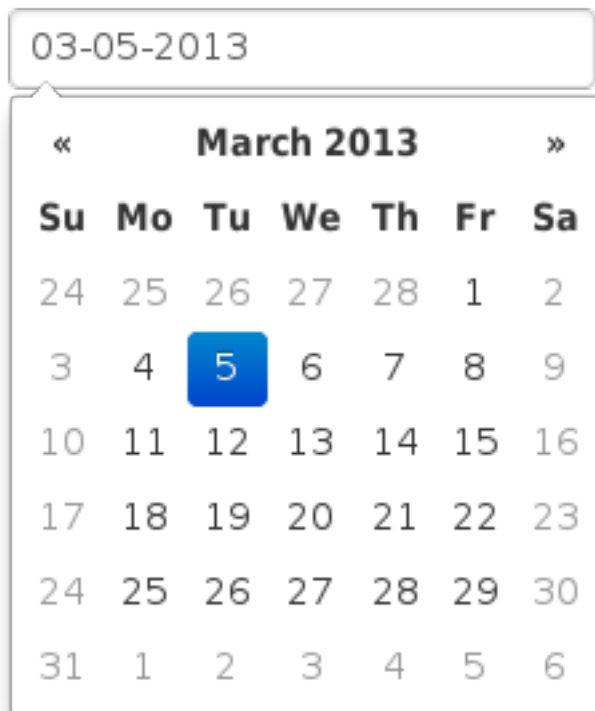 03-05-2013
« March 2013 »
Su Mo Tu We Th Fr Sa
24 25 26 27 28 1 2
3 4 5 6 7 8 9
10 11 12 13 14 15 16
17 18 19 20 21 22 23
24 25 26 27 28 29 30
31 1 2 3 4 5 6